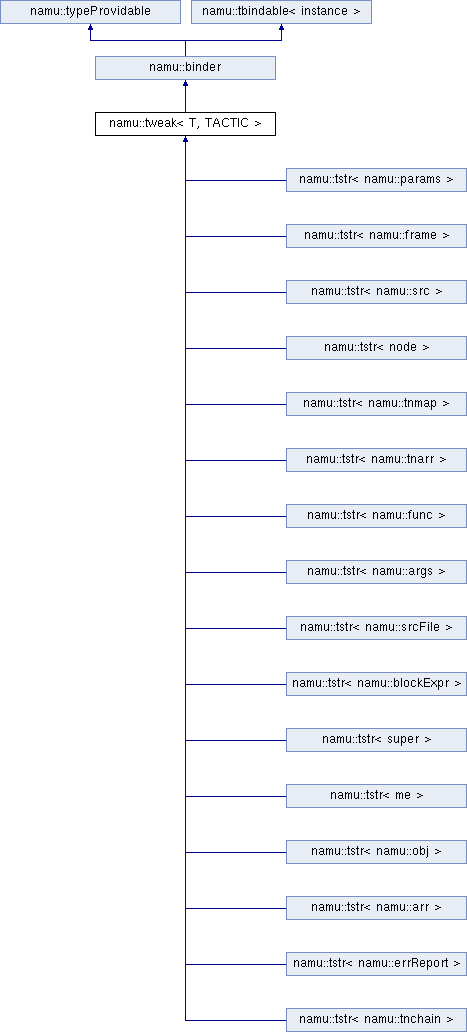 namu::typeProvidable
namu::tbindable< instance >
namu::binder
namu::tweak< T, TACTIC >
namu::tstr< namu::params >
namu::tstr< namu::frame >
namu::tstr< namu::src >
namu::tstr< node >
namu::tstr< namu::tnmap >
namu::tstr< namu::tnarr >
namu::tstr< namu::func >
namu::tstr< namu::args >
namu::tstr< namu::srcFile >
namu::tstr< namu::blockExpr >
namu::tstr< super >
namu::tstr< me >
namu::tstr< namu::obj >
namu::tstr< namu::arr >
namu::tstr< namu::errReport >
namu::tstr< namu::tnchain >